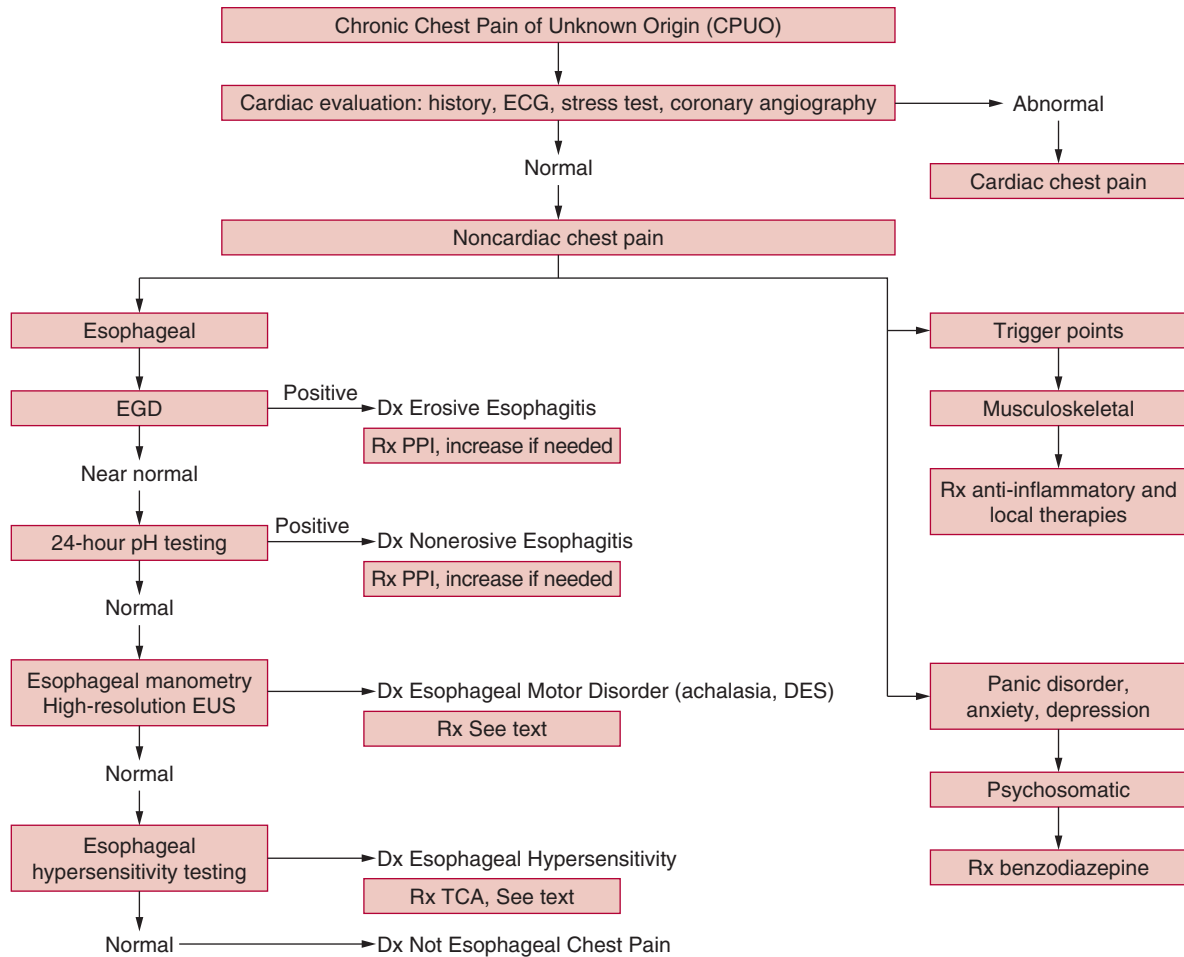 Chronic Chest Pain of Unknown Origin (CPUO)
Cardiac evaluation: history, ECG, stress test, coronary angiography
Abnormal
Normal
Cardiac chest pain
Noncardiac chest pain
Esophageal
EGD
Positive
Dx Erosive Esophagitis
Rx PPI, increase if needed
Near normal
24-hour pH testing
Positive
Dx Nonerosive Esophagitis
Rx PPI, increase if needed
Normal
Esophageal manometry
High-resolution EUS
Dx Esophageal Motor Disorder (achalasia, DES)
Rx See text
Normal
Esophageal
hypersensitivity testing
Dx Esophageal Hypersensitivity
Rx TCA, See text
Normal
Dx Not Esophageal Chest Pain
Trigger points
Musculoskeletal
Rx anti-inflammatory and
local therapies
Panic disorder,
anxiety, depression
Psychosomatic
Rx benzodiazepine